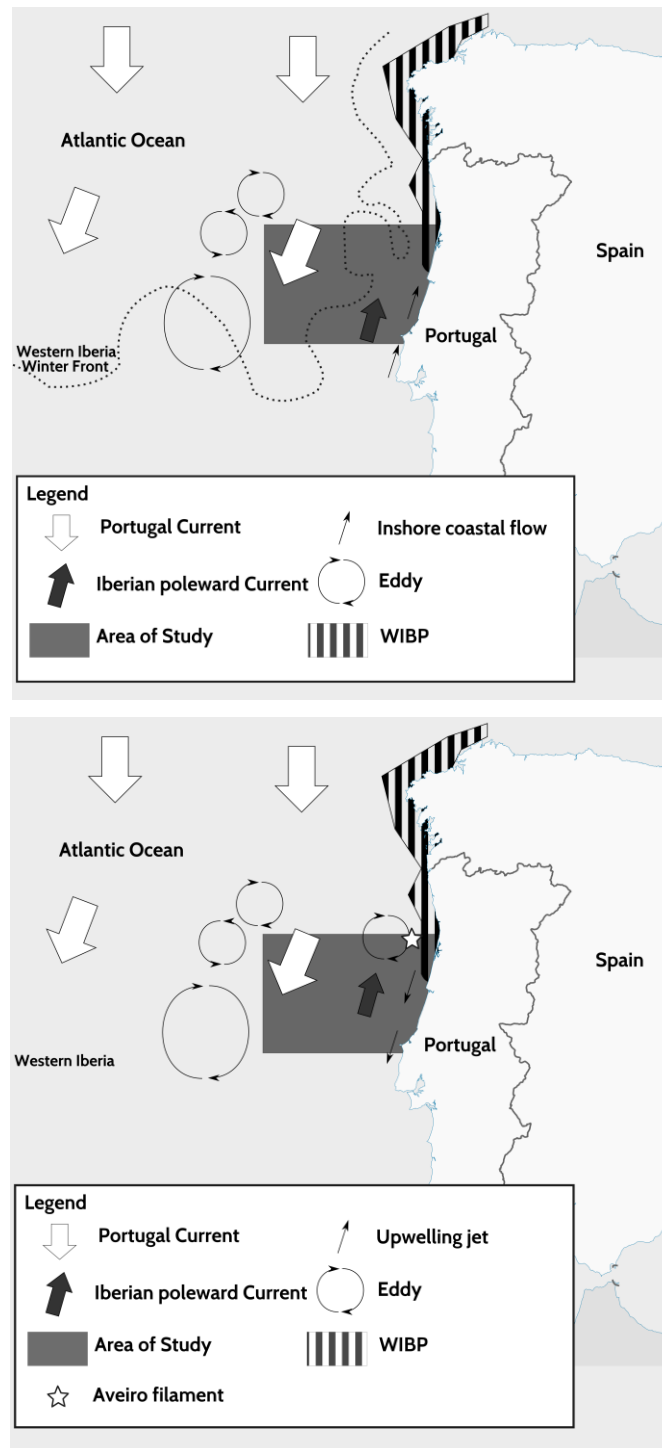 Atlantic Ocean
Spain
Portugal
Western Iberia
Winter Front
Legend
Portugal Current
Inshore coastal flow
Iberian poleward Current
Eddy
Area of Study
WIBP
Atlantic Ocean
Spain
Portugal
Western Iberia
Legend
Portugal Current
Upwelling jet
Iberian poleward Current
Eddy
Area of Study
WIBP
Aveiro filament